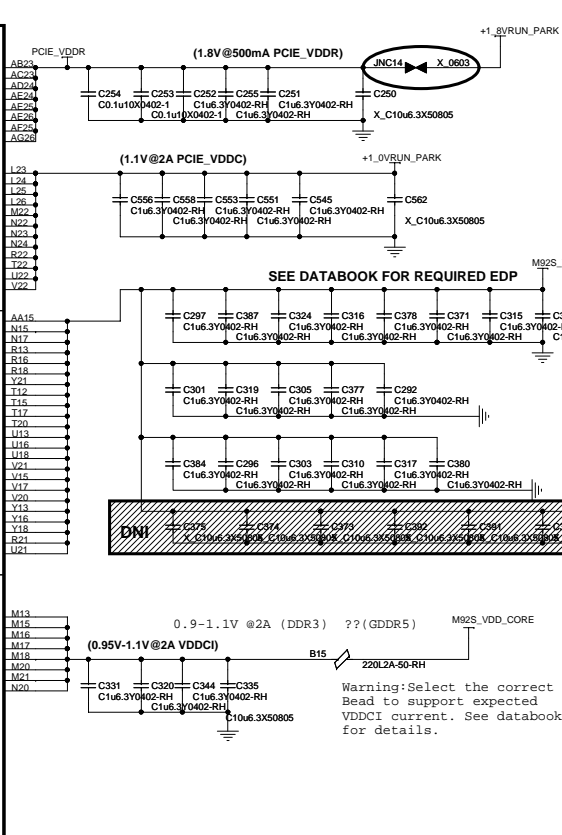 +1_8VRUN_PARK
PCIE_VDDR
(1.8V@500mA PCIE_VDDR)
JNC14 X_0603
AB23
AC23
AD24
AE24
AE25
AE26
AF25
AG26
C254 C253 C252 C255 C251 C250
C0.1u10X0402-1 C1u6.3Y0402-RH C1u6.3Y0402-RH
C0.1u10X0402-1 C1u6.3Y0402-RH
X_C10u6.3X50805
(1.1V@2A PCIE_VDDC)
+1_0VRUN_PARK
L23
L24
L25
L26
M22
N22
N23
N24
R22
T22
U22
V22
C556 C558 C553 C551 C545 C562
C1u6.3Y0402-RH C1u6.3Y0402-RH C1u6.3Y0402-RH
C1u6.3Y0402-RH C1u6.3Y0402-RH
X_C10u6.3X50805
SEE DATABOOK FOR REQUIRED EDP
M92S_
AA15
N15
N17
R13
R16
R18
Y21
T12
T15
T17
T20
U13
U16
U18
V21
V15
V17
V20
Y13
Y16
Y18
R21
U21
C297 C387 C324 C316 C378 C371 C315
C1u6.3Y0402-RH C1u6.3Y0402-RH C1u6.3Y0402-RH C1u6.3Y0402-RH
C1u6.3Y0402-RH C1u6.3Y0402-RH C1u6.3Y0402-RH
C301 C319 C305 C377 C292
C1u6.3Y0402-RH C1u6.3Y0402-RH C1u6.3Y0402-RH
C1u6.3Y0402-RH C1u6.3Y0402-RH
C384 C296 C303 C310 C317 C380
C1u6.3Y0402-RH C1u6.3Y0402-RH C1u6.3Y0402-RH
C1u6.3Y0402-RH C1u6.3Y0402-RH C1u6.3Y0402-RH
DNI
C375 C374 C373 C392 C391
X_C10u6.3X50805 X_C10u6.3X50805 X_C10u6.3X50805 X_C10u6.3X50805 X_C10u6.3X50805
M13
M15
M16
M17
M18
M20
M21
N20
0.9-1.1V @2A (DDR3) ??(GDDR5)
M92S_VDD_CORE
(0.95V-1.1V@2A VDDCI)
B15
220L2A-50-RH
C331 C320 C344 C335
C1u6.3Y0402-RH C1u6.3Y0402-RH
C1u6.3Y0402-RH
C10u6.3X50805
Warning:Select the correct
Bead to support expected
VDDCI current. See databook
for details.